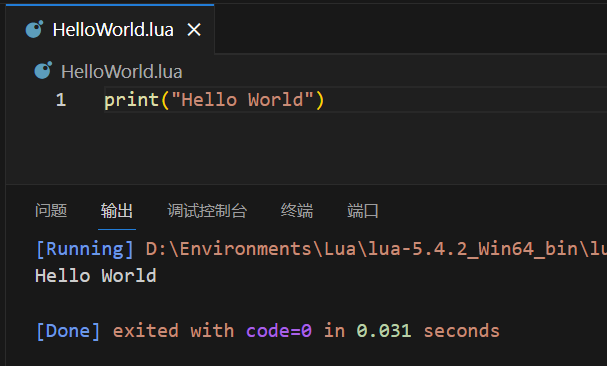 HelloWorld.lua ×
HelloWorld.lua
1 print("Hello World")
问题 输出 调试控制台 终端 端口
[Running] D:\Environments\Lua\lua-5.4.2_Win64_bin\lu
Hello World
[Done] exited with code=0 in 0.031 seconds